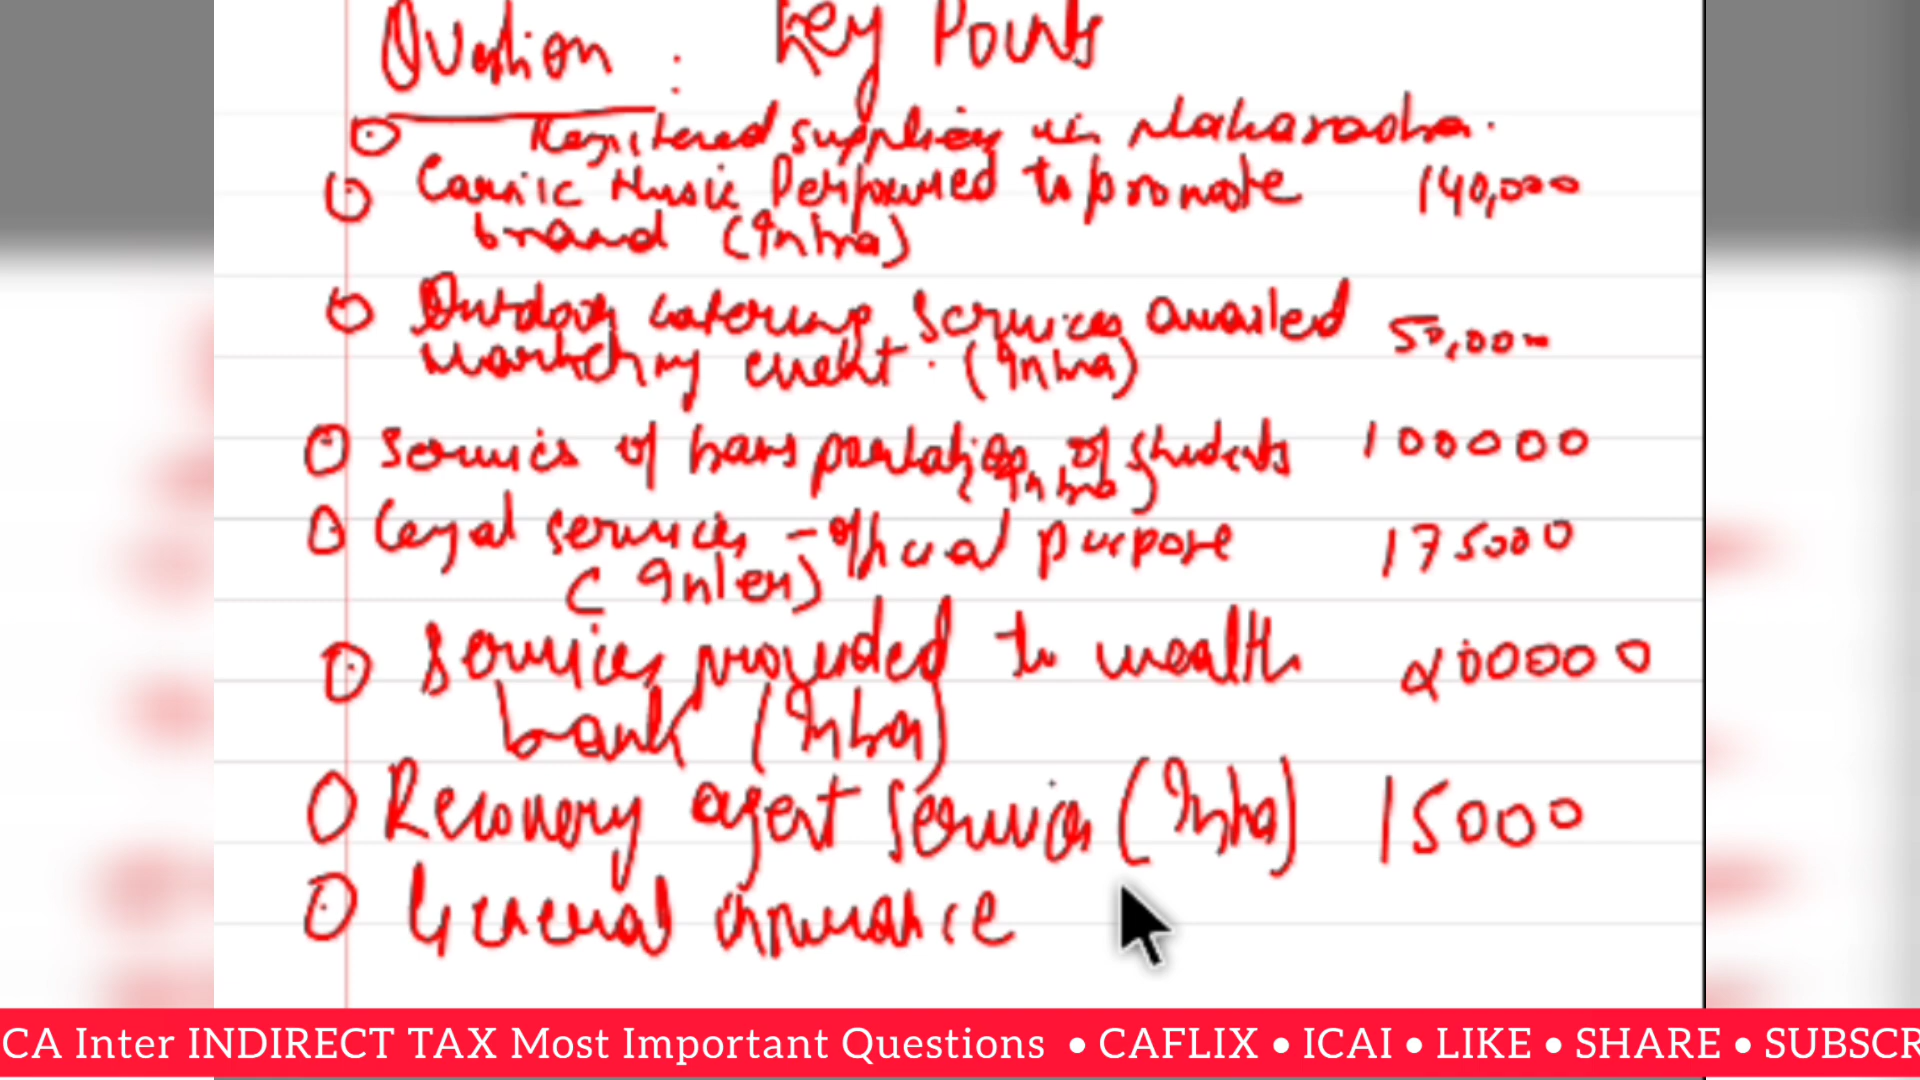 Question : Key Points
Registered supplier in Maharashtra.
Carnic Music Performed to promote 140,000
brand (Intra)
Outdoor catering services availed 50,000
marketing event. (Intra)
Services of transportation of students 100000
(Intra)
Legal services - official purpose 175000
(Inter)
Services provided to wealth 200000
bank (Intra)
Recovery agent services (Intra) 15000
General insurance
CA Inter INDIRECT TAX Most Important Questions • CAFLIX • ICAI • LIKE • SHARE • SUBSCR